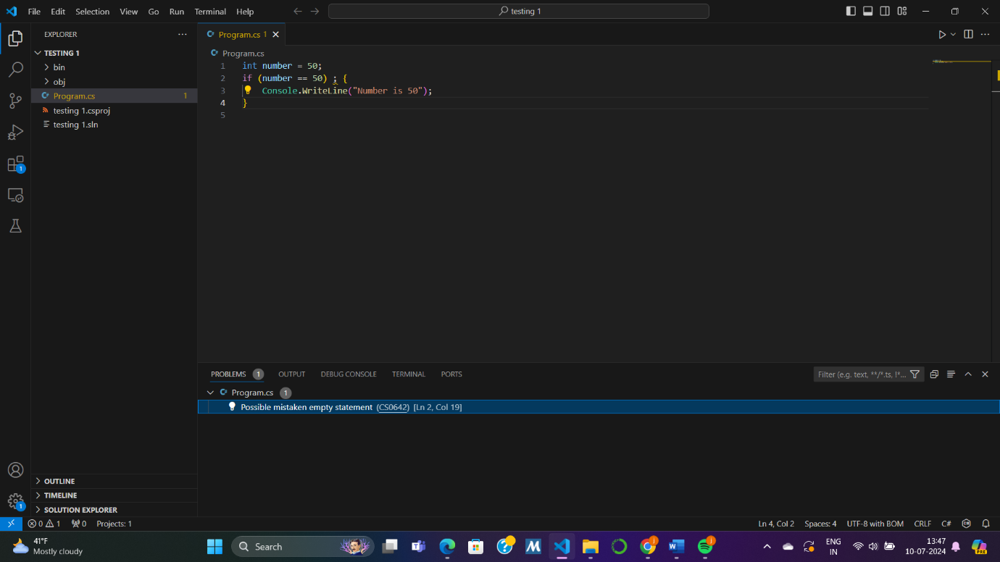 File Edit Selection View Go Run Terminal Help
testing 1
EXPLORER
TESTING 1
bin
obj
Program.cs 1
testing 1.csproj
testing 1.sln
OUTLINE
TIMELINE
SOLUTION EXPLORER
1
1
Program.cs 1
Program.cs
1 int number = 50;
2 if (number == 50) ; {
3 Console.WriteLine("Number is 50");
4 }
5
PROBLEMS 1 OUTPUT DEBUG CONSOLE TERMINAL PORTS
Filter (e.g. text, **/*.ts, !*...
Program.cs 1
Possible mistaken empty statement (CS0642) [Ln 2, Col 19]
0 1 0 Projects: 1
Ln 4, Col 2 Spaces: 4 UTF-8 with BOM CRLF C#
41°F
Mostly cloudy
Search
ENG
IN
13:47
10-07-2024
PRE